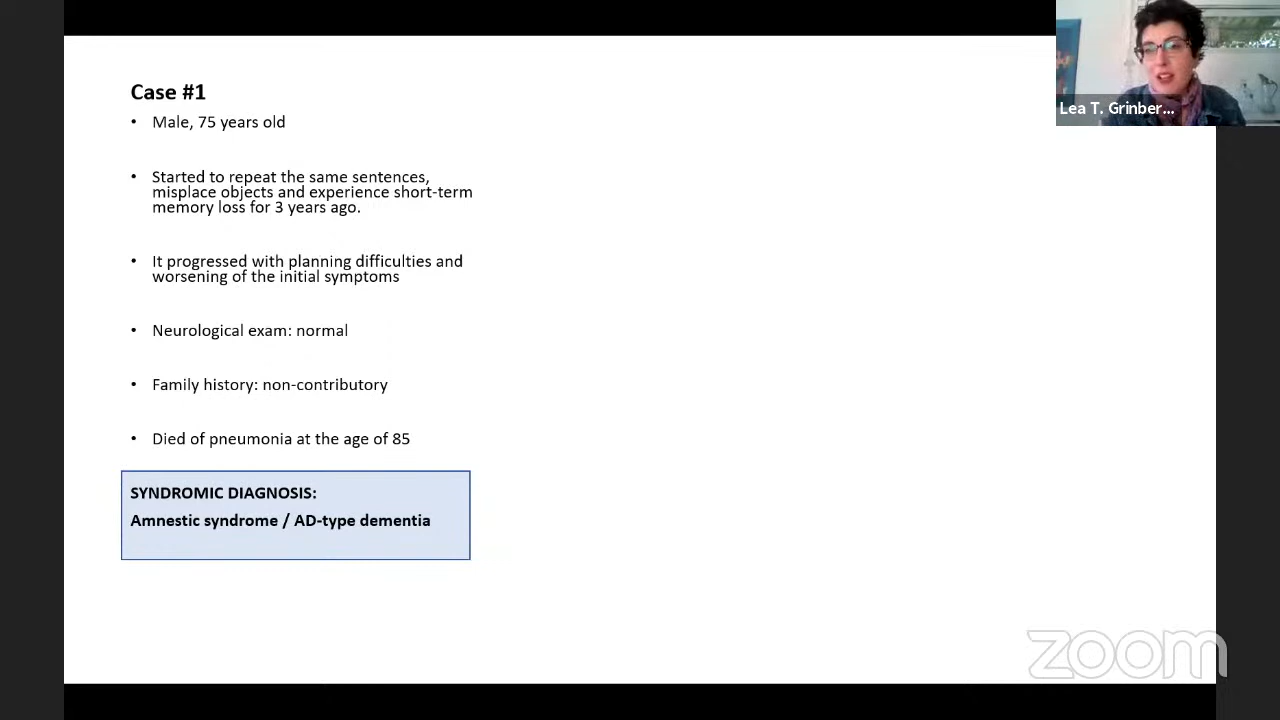 Case #1
• Male, 75 years old
• Started to repeat the same sentences,
misplace objects and experience short-term
memory loss for 3 years ago.
• It progressed with planning difficulties and
worsening of the initial symptoms
• Neurological exam: normal
• Family history: non-contributory
• Died of pneumonia at the age of 85
SYNDROMIC DIAGNOSIS:
Amnestic syndrome / AD-type dementia
Lea T. Grinber...
zoom